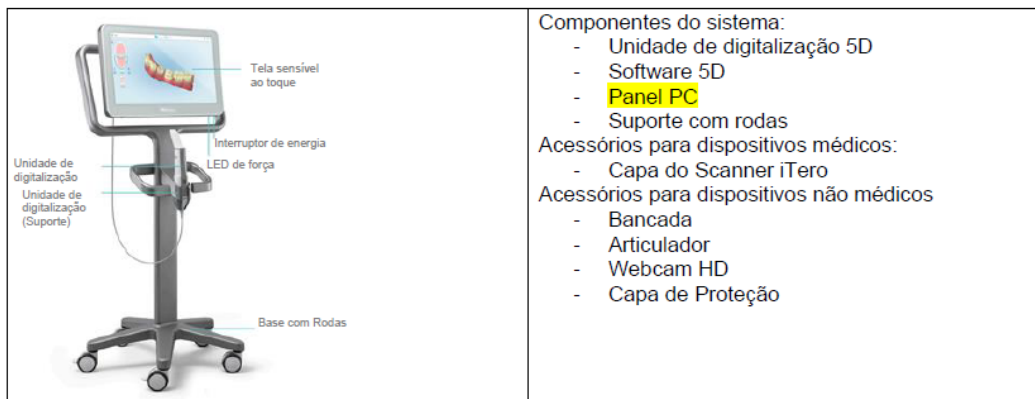 Tela sensível
ao toque
Interruptor de energia
LED de força
Unidade de
digitalização
Unidade de
digitalização
(Suporte)
Base com Rodas
Componentes do sistema:
- Unidade de digitalização 5D
- Software 5D
- Panel PC
- Suporte com rodas
Acessórios para dispositivos médicos:
- Capa do Scanner iTero
Acessórios para dispositivos não médicos
- Bancada
- Articulador
- Webcam HD
- Capa de Proteção